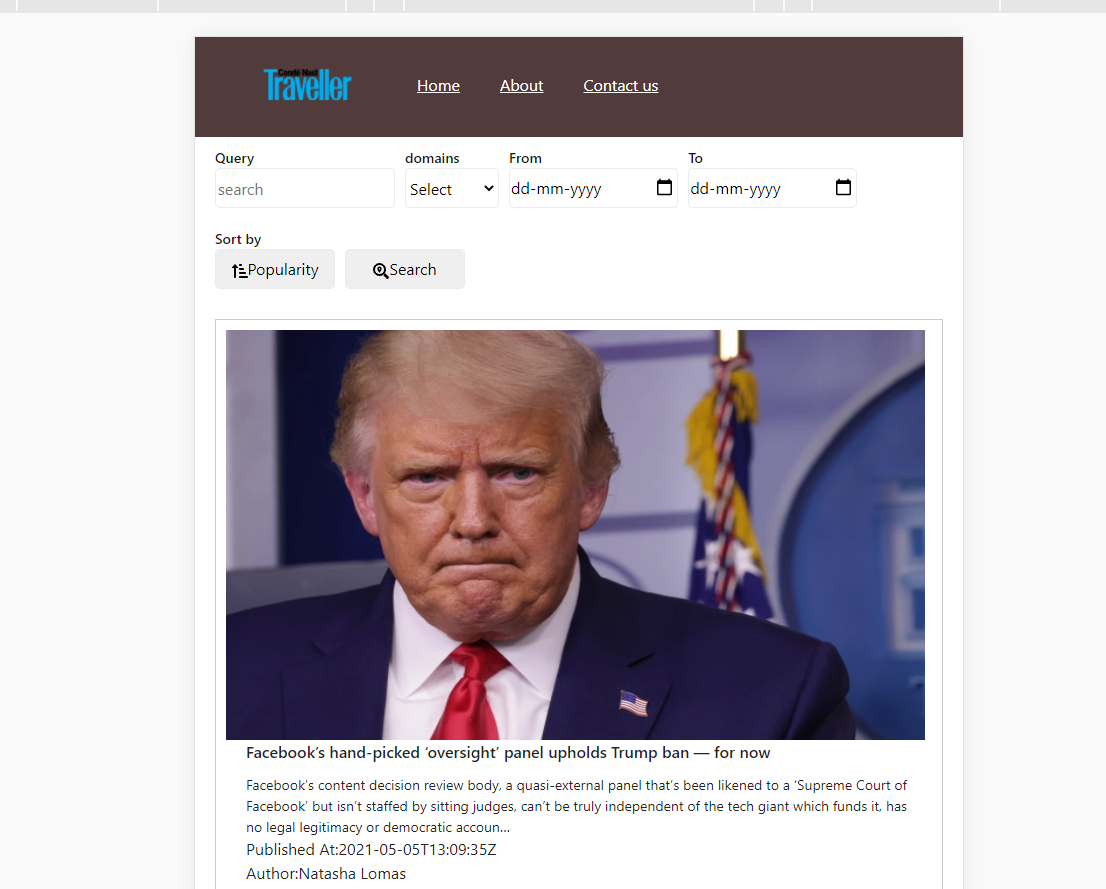 Condé Nast
Traveller
Home About Contact us
Query domains From To
search Select dd-mm-yyyy dd-mm-yyyy
Sort by
Popularity Search
Facebook’s hand-picked ‘oversight’ panel upholds Trump ban — for now
Facebook’s content decision review body, a quasi-external panel that’s been likened to a ‘Supreme Court of
Facebook’ but isn’t staffed by sitting judges, can’t be truly independent of the tech giant which funds it, has
no legal legitimacy or democratic accoun…
Published At:2021-05-05T13:09:35Z
Author:Natasha Lomas